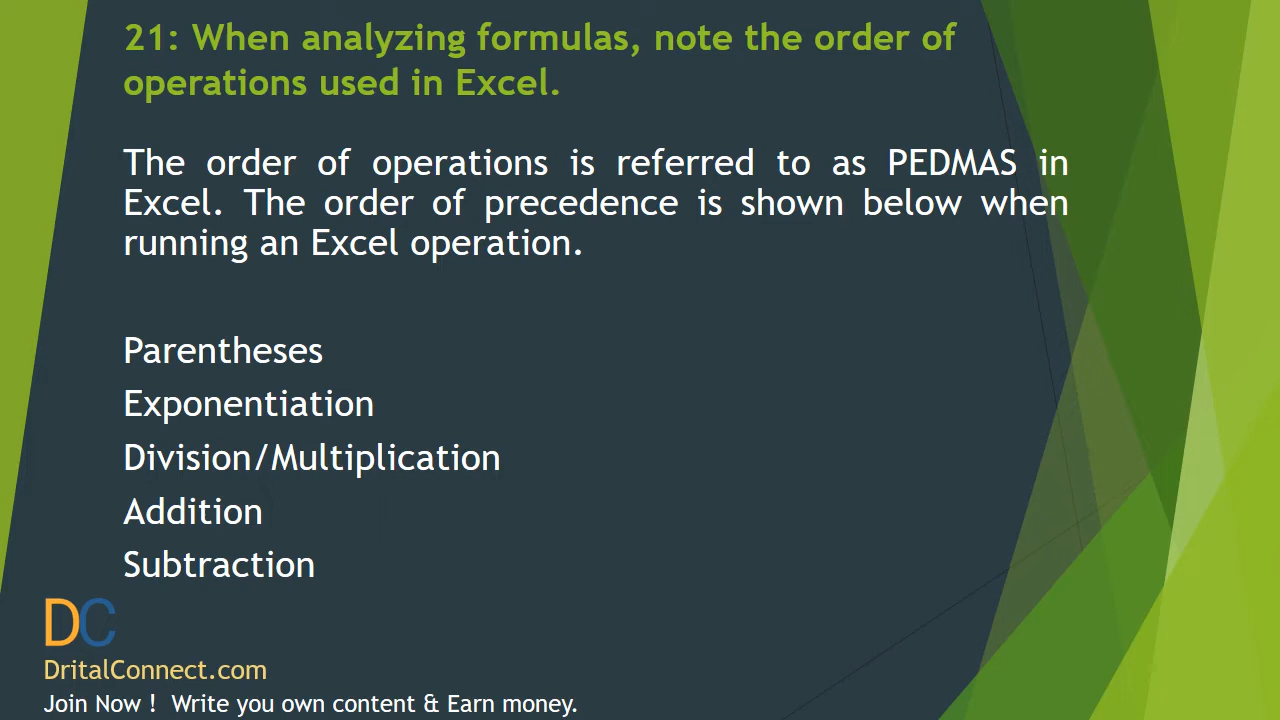 21: When analyzing formulas, note the order of
operations used in Excel.
The order of operations is referred to as PEDMAS in
Excel. The order of precedence is shown below when
running an Excel operation.
Parentheses
Exponentiation
Division/Multiplication
Addition
Subtraction
DC
DritalConnect.com
Join Now !  Write you own content & Earn money.